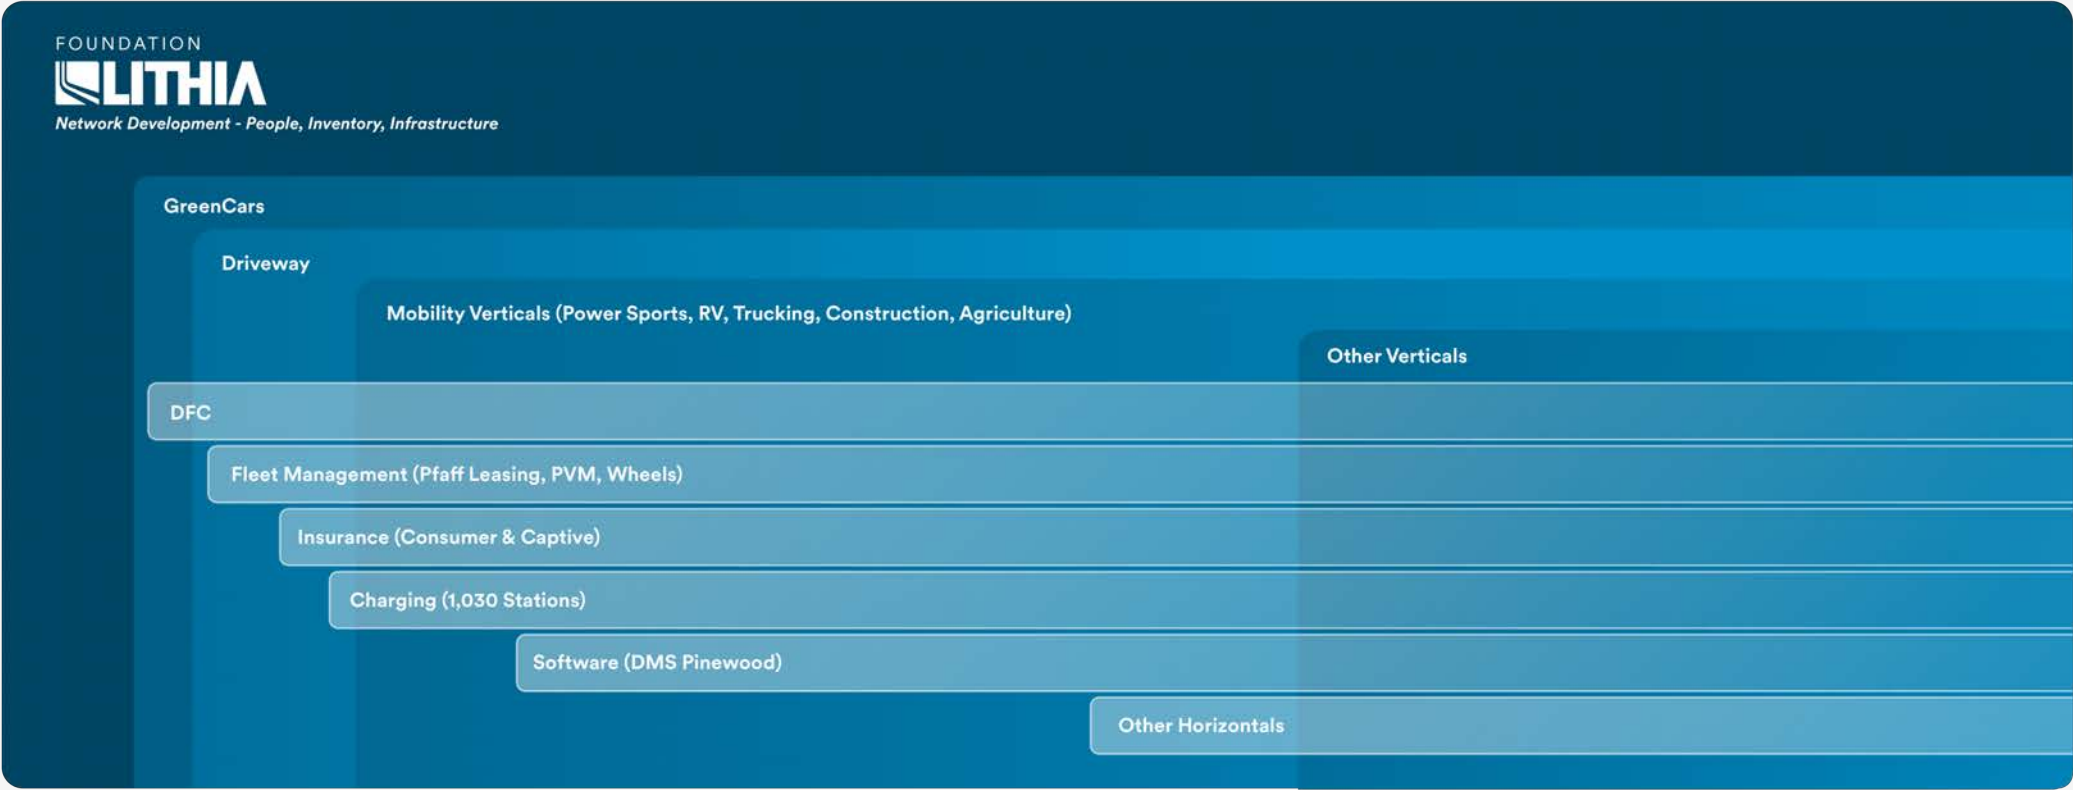 FOUNDATION
LITHIA
Network Development - People, Inventory, Infrastructure
GreenCars
Driveway
Mobility Verticals (Power Sports, RV, Trucking, Construction, Agriculture)
Other Verticals
DFC
Fleet Management (Pfaff Leasing, PVM, Wheels)
Insurance (Consumer & Captive)
Charging (1,030 Stations)
Software (DMS Pinewood)
Other Horizontals